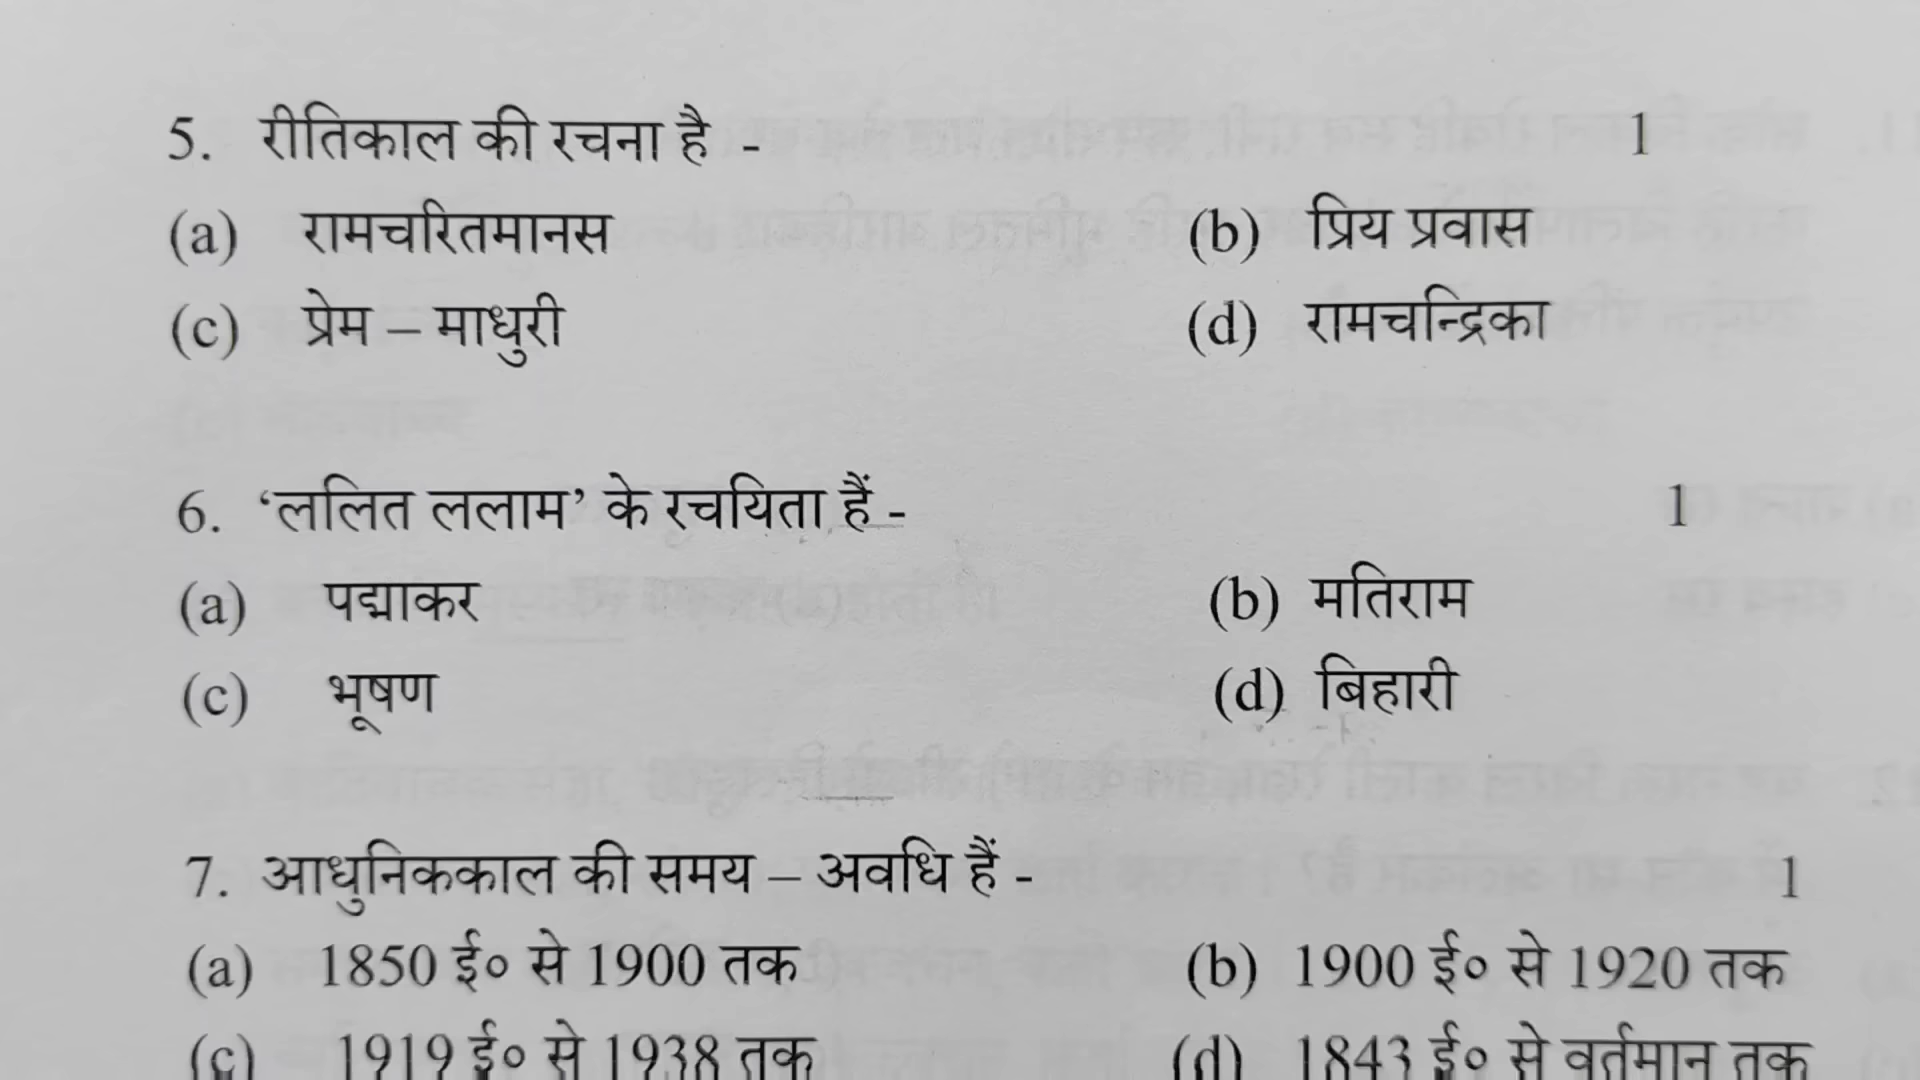 5. रीतिकाल की रचना है - 1
(a) रामचरितमानस (b) प्रिय प्रवास
(c) प्रेम – माधुरी (d) रामचन्द्रिका
6. ‘ललित ललाम’ के रचयिता हैं - 1
(a) पद्माकर (b) मतिराम
(c) भूषण (d) बिहारी
7. आधुनिककाल की समय – अवधि हैं - 1
(a) 1850 ई० से 1900 तक (b) 1900 ई० से 1920 तक
(c) 1919 ई० से 1938 तक (d) 1843 ई० से वर्तमान तक